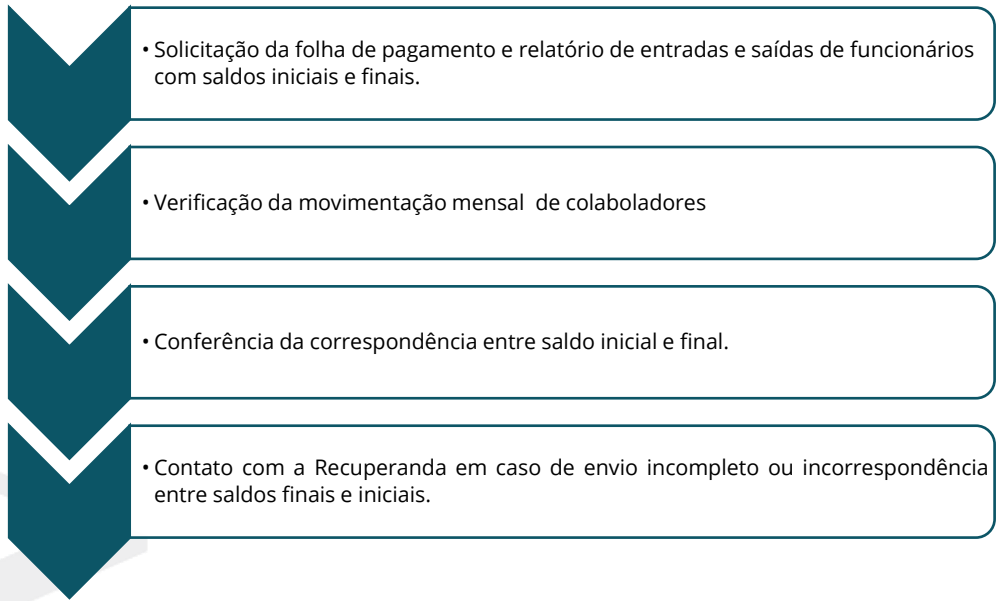 • Solicitação da folha de pagamento e relatório de entradas e saídas de funcionários
com saldos iniciais e finais.
• Verificação da movimentação mensal de colaboladores
• Conferência da correspondência entre saldo inicial e final.
• Contato com a Recuperanda em caso de envio incompleto ou incorrespondência
entre saldos finais e iniciais.